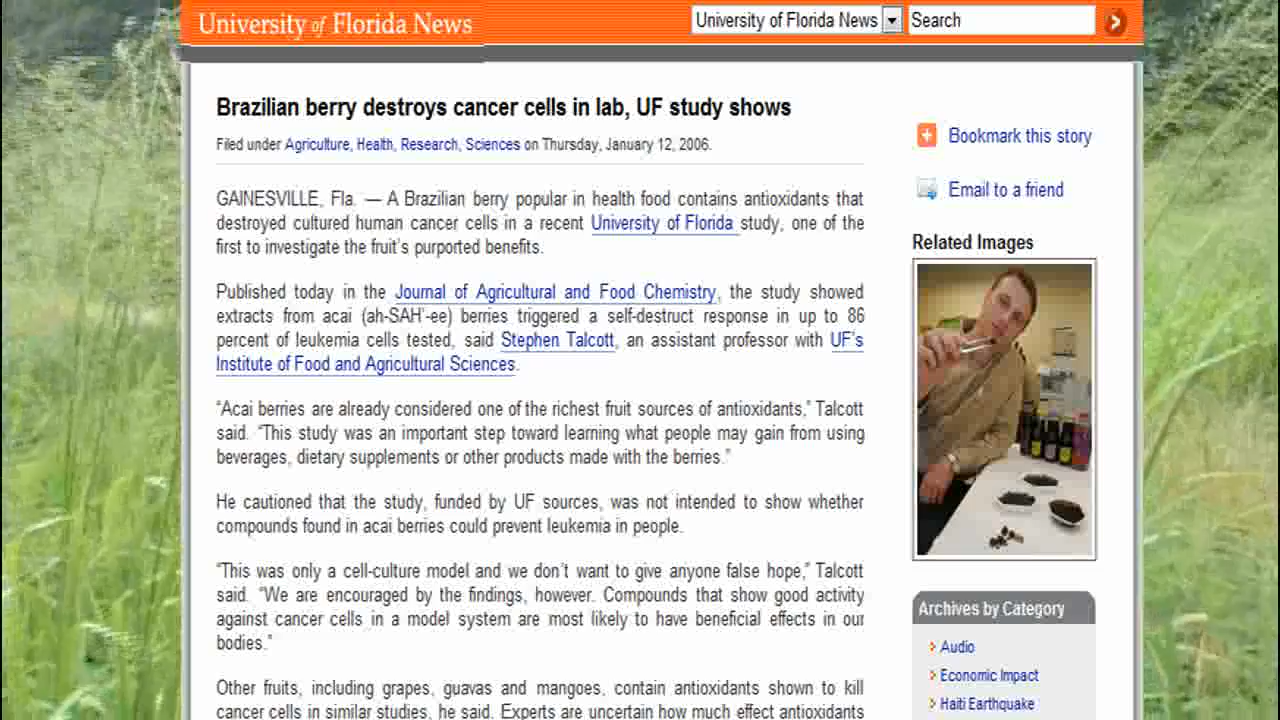 University of Florida News
University of Florida News
Search
Brazilian berry destroys cancer cells in lab, UF study shows
Filed under Agriculture, Health, Research, Sciences on Thursday, January 12, 2006.
GAINESVILLE, Fla. — A Brazilian berry popular in health food contains antioxidants that
destroyed cultured human cancer cells in a recent University of Florida study, one of the
first to investigate the fruit's purported benefits.
Published today in the Journal of Agricultural and Food Chemistry, the study showed
extracts from acai (ah-SAH'-ee) berries triggered a self-destruct response in up to 86
percent of leukemia cells tested, said Stephen Talcott, an assistant professor with UF's
Institute of Food and Agricultural Sciences.
“Acai berries are already considered one of the richest fruit sources of antioxidants,” Talcott
said. “This study was an important step toward learning what people may gain from using
beverages, dietary supplements or other products made with the berries.”
He cautioned that the study, funded by UF sources, was not intended to show whether
compounds found in acai berries could prevent leukemia in people.
“This was only a cell-culture model and we don't want to give anyone false hope,” Talcott
said. “We are encouraged by the findings, however. Compounds that show good activity
against cancer cells in a model system are most likely to have beneficial effects in our
bodies.”
Other fruits, including grapes, guavas and mangoes, contain antioxidants shown to kill
cancer cells in similar studies, he said. Experts are uncertain how much effect antioxidants
Bookmark this story
Email to a friend
Related Images
Archives by Category
Audio
Economic Impact
Haiti Earthquake